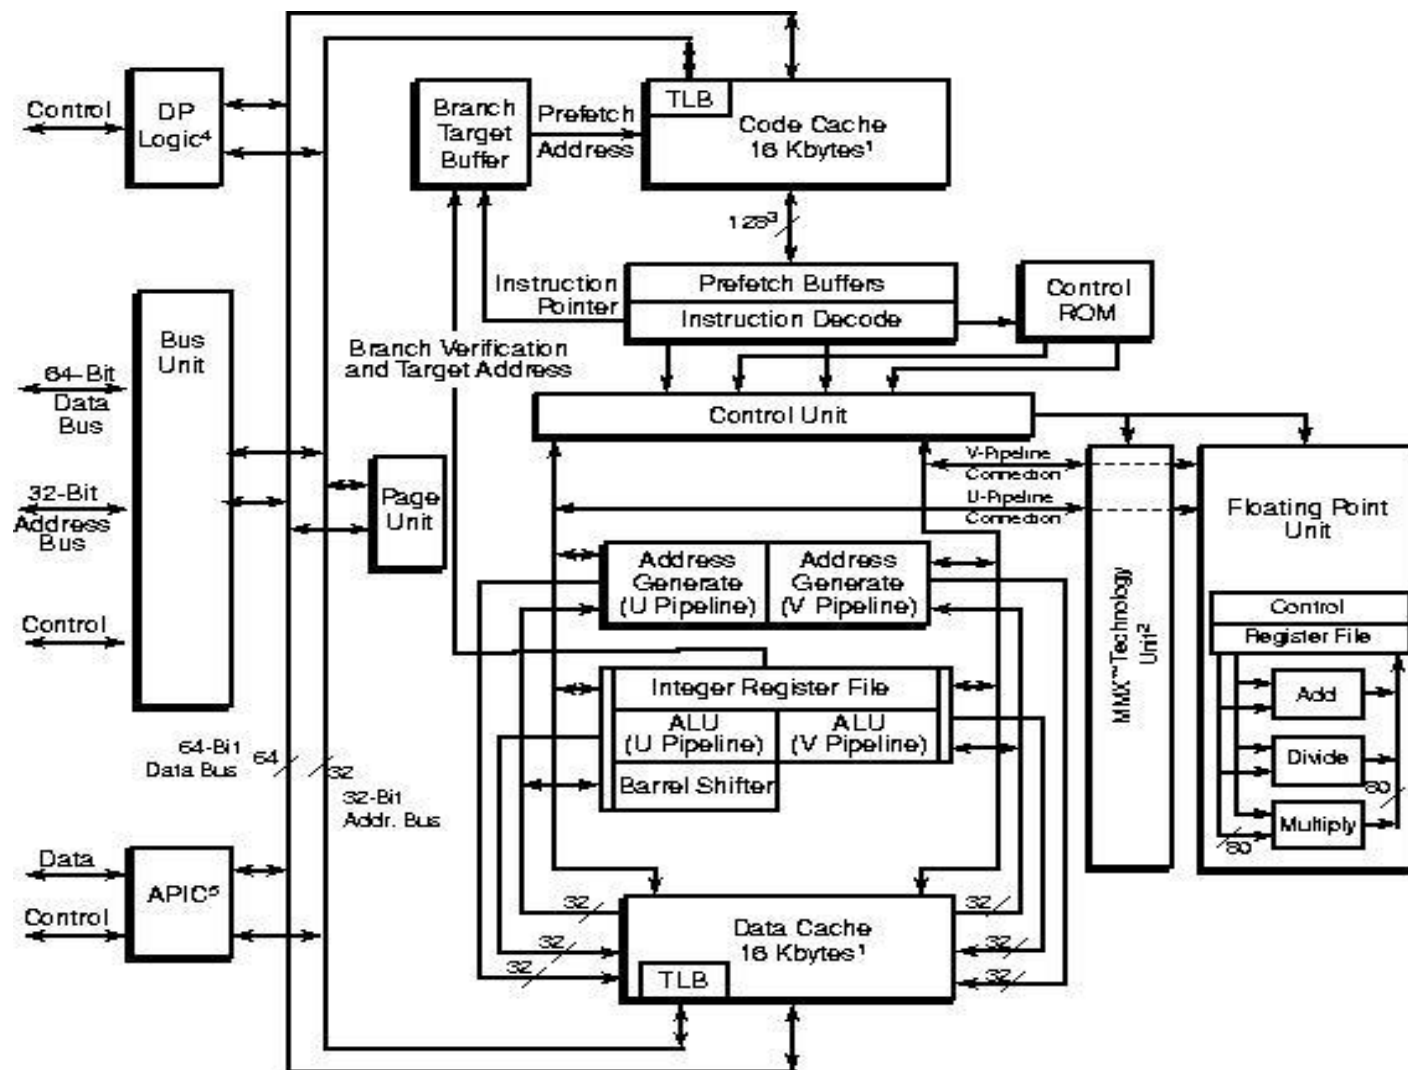 Control
DP
Logic⁴
Branch
Target
Buffer
Prefetch
Address
TLB
Code Cache
16 Kbytes¹
128³
Instruction
Pointer
Prefetch Buffers
Instruction Decode
Control
ROM
Bus
Unit
64-Bit
Data
Bus
32-Bit
Address
Bus
Control
Branch Verification
and Target Address
Control Unit
Page
Unit
V-Pipeline
Connection
U-Pipeline
Connection
MMX™ Technology
Unit²
Floating Point
Unit
Control
Register File
Add
Divide
Multiply
80
80
Address
Generate
(U Pipeline)
Address
Generate
(V Pipeline)
Integer Register File
ALU
(U Pipeline)
ALU
(V Pipeline)
Barrel Shifter
64-Bit
Data Bus
64
32
32-Bit
Addr. Bus
Data
Control
APIC⁵
32
32
32
Data Cache
16 Kbytes¹
TLB
32
32
32